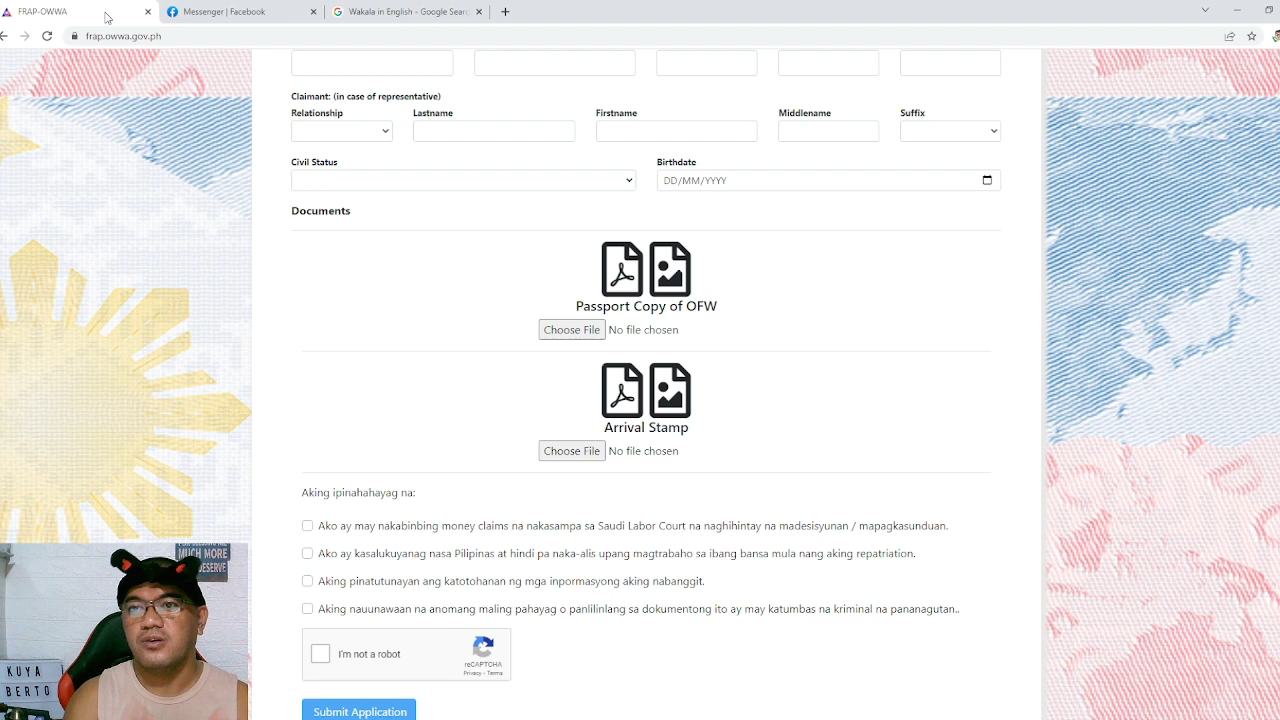 FRAP-OWWA
Messenger | Facebook
Wakala in English - Google Sear
frap.owwa.gov.ph
Claimant: (in case of representative)
Relationship Lastname Firstname Middlename Suffix
Civil Status Birthdate
DD/MM/YYYY
Documents
Passport Copy of OFW
Choose File No file chosen
Arrival Stamp
Choose File No file chosen
Aking ipinahahayag na:
Ako ay may nakabinbing money claims na nakasampa sa Saudi Labor Court na naghihintay na madesisyunan / mapagkasunduan.
Ako ay kasalukuyang nasa Pilipinas at hindi pa naka-alis upang magtrabaho sa ibang bansa mula nang aking repatriation.
Aking pinatutunayan ang katotohanan ng mga inpormasyong aking nabanggit.
Aking nauunawaan na anomang maling pahayag o panlilinlang sa dokumentong ito ay may katumbas na kriminal na pananagutan..
I'm not a robot
reCAPTCHA
Privacy - Terms
Submit Application
MUCH MORE
DESERVE
KUYA
BERTO